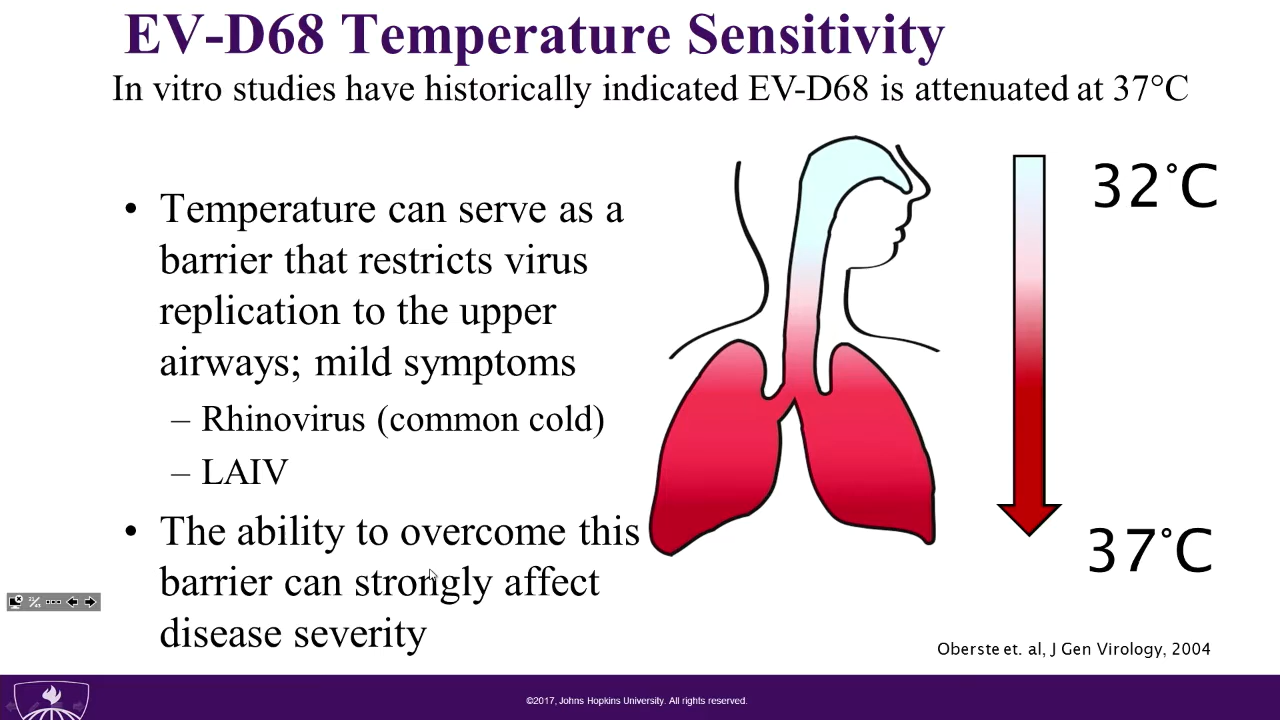 EV-D68 Temperature Sensitivity
In vitro studies have historically indicated EV-D68 is attenuated at 37°C
• Temperature can serve as a
barrier that restricts virus
replication to the upper
airways; mild symptoms
– Rhinovirus (common cold)
– LAIV
• The ability to overcome this
barrier can strongly affect
disease severity
32°C
37°C
Oberste et. al, J Gen Virology, 2004
©2017, Johns Hopkins University. All rights reserved.